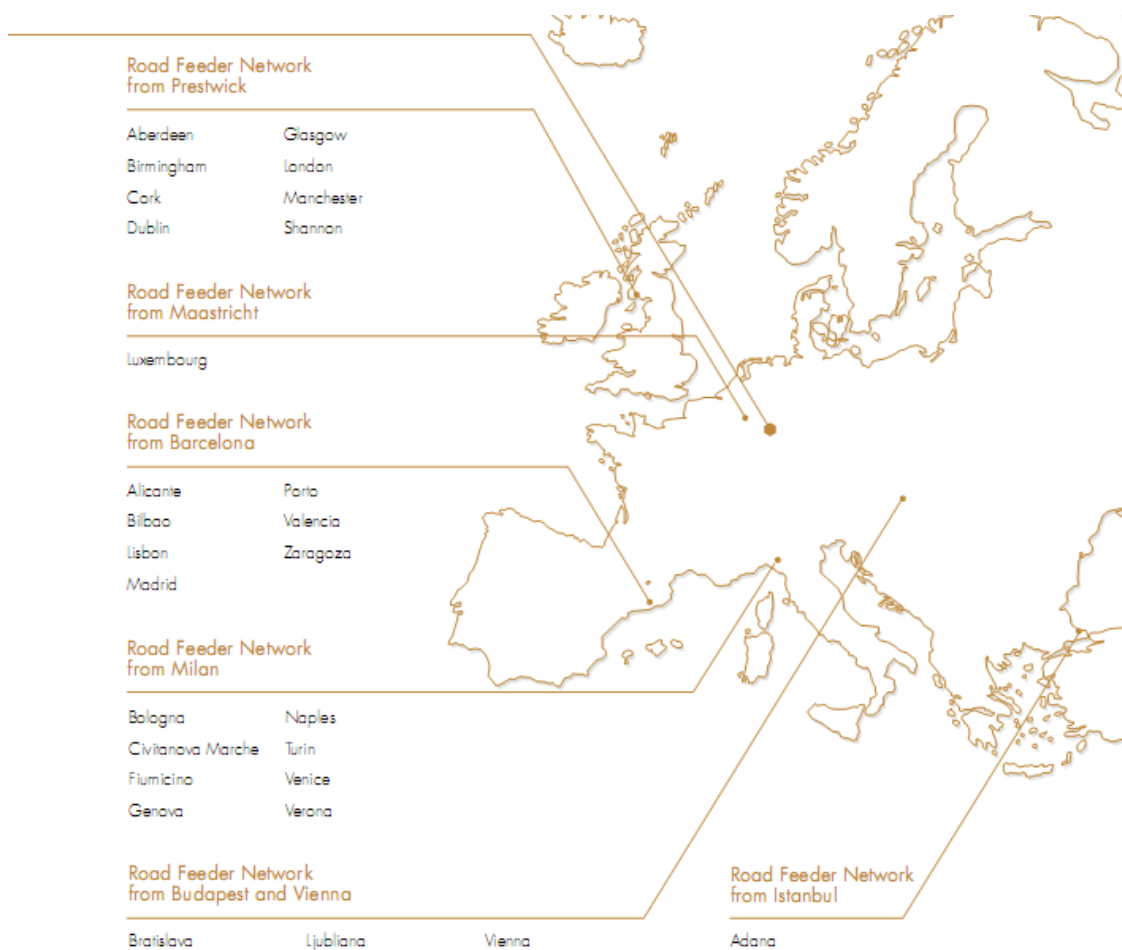 Road Feeder Network
from Prestwick
Aberdeen Glasgow
Birmingham London
Cork Manchester
Dublin Shannon
Road Feeder Network
from Maastricht
Luxembourg
Road Feeder Network
from Barcelona
Alicante Porto
Bilbao Valencia
Lisbon Zaragoza
Madrid
Road Feeder Network
from Milan
Bologna Naples
Civitanova Marche Turin
Fiumicino Venice
Genova Verona
Road Feeder Network
from Budapest and Vienna
Bratislava Ljubliana Vienna
Road Feeder Network
from Istanbul
Adana